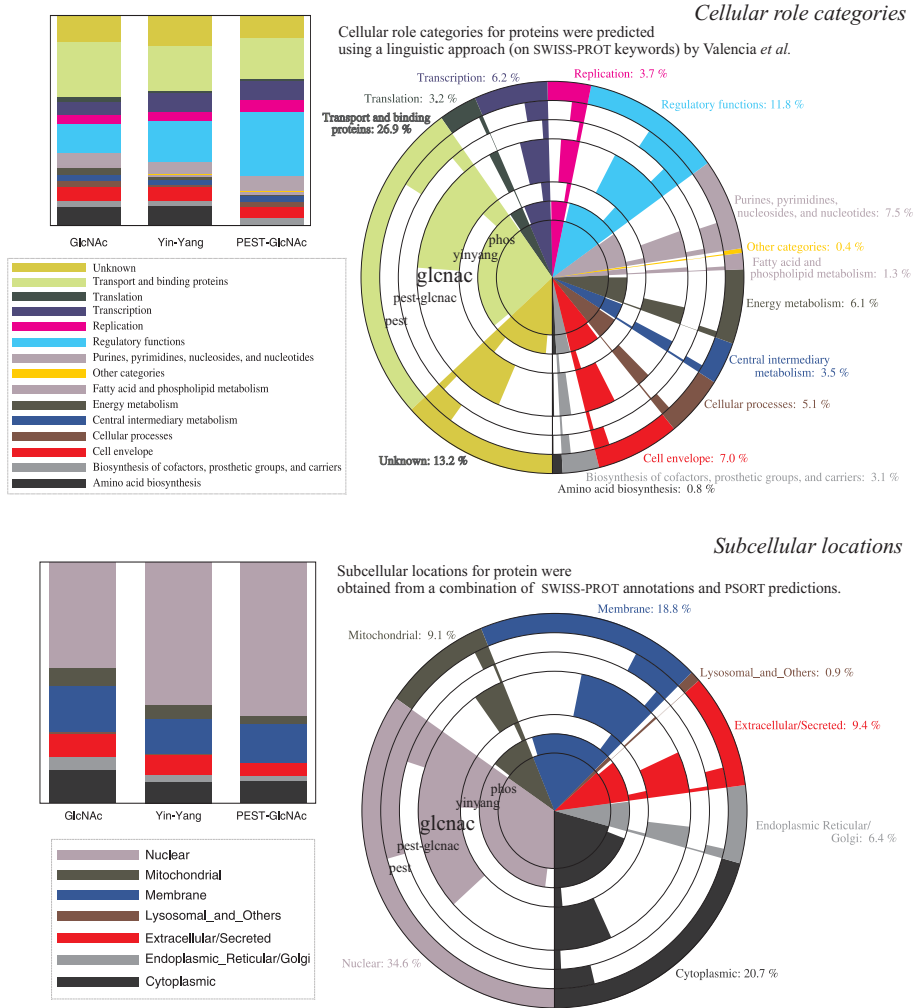 Cellular role categories
Cellular role categories for proteins were predicted
using a linguistic approach (on SWISS-PROT keywords) by Valencia et al.
GlcNAc
Yin-Yang
PEST-GlcNAc
Unknown
Transport and binding proteins
Translation
Transcription
Replication
Regulatory functions
Purines, pyrimidines, nucleosides, and nucleotides
Other categories
Fatty acid and phospholipid metabolism
Energy metabolism
Central intermediary metabolism
Cellular processes
Cell envelope
Biosynthesis of cofactors, prosthetic groups, and carriers
Amino acid biosynthesis
Transcription: 6.2 %
Replication: 3.7 %
Translation: 3.2 %
Regulatory functions: 11.8 %
Transport and binding
proteins: 26.9 %
Purines, pyrimidines,
nucleosides, and nucleotides: 7.5 %
Other categories: 0.4 %
Fatty acid and
phospholipid metabolism: 1.3 %
Energy metabolism: 6.1 %
Central intermediary
metabolism: 3.5 %
Cellular processes: 5.1 %
Cell envelope: 7.0 %
Unknown: 13.2 %
Biosynthesis of cofactors, prosthetic groups, and carriers: 3.1 %
Amino acid biosynthesis: 0.8 %
phos
yinyang
glcnac
pest-glcnac
pest
Subcellular locations
Subcellular locations for protein were
obtained from a combination of SWISS-PROT annotations and PSORT predictions.
GlcNAc
Yin-Yang
PEST-GlcNAc
Nuclear
Mitochondrial
Membrane
Lysosomal_and_Others
Extracellular/Secreted
Endoplasmic_Reticular/Golgi
Cytoplasmic
Membrane: 18.8 %
Mitochondrial: 9.1 %
Lysosomal_and_Others: 0.9 %
Extracellular/Secreted: 9.4 %
phos
yinyang
glcnac
pest-glcnac
pest
Endoplasmic Reticular/
Golgi: 6.4 %
Nuclear: 34.6 %
Cytoplasmic: 20.7 %